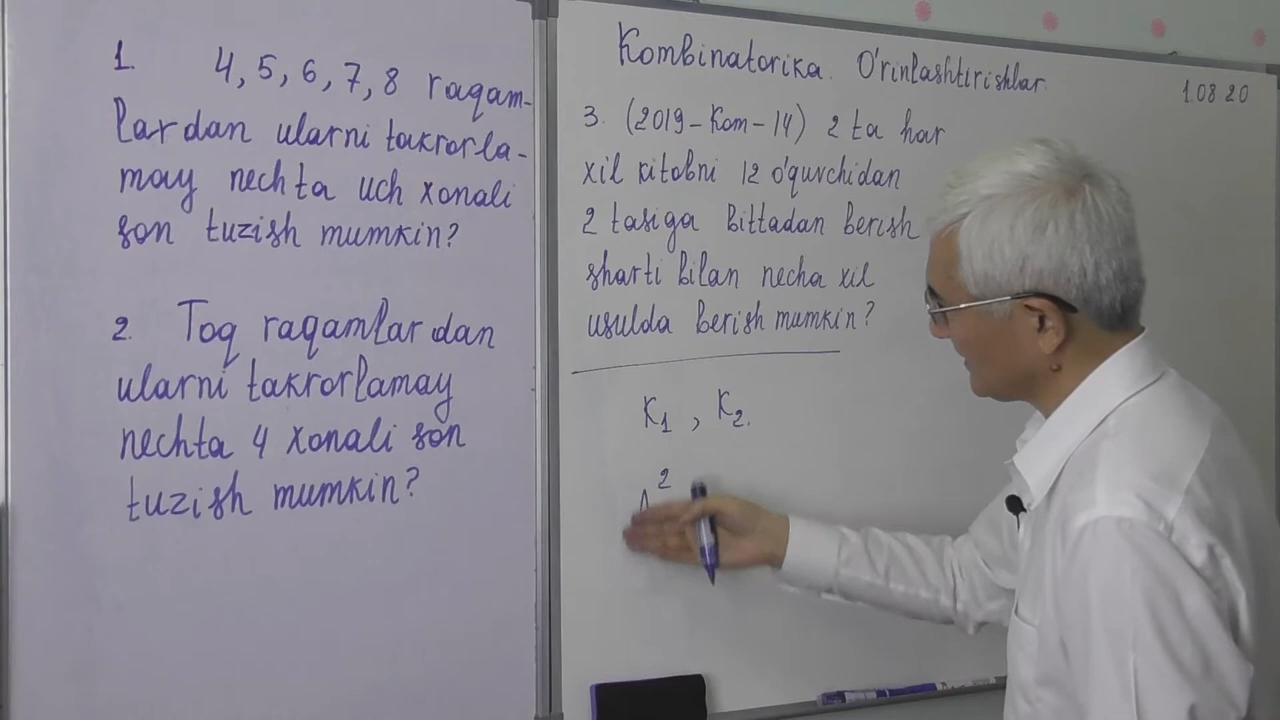 1. 4, 5, 6, 7, 8 raqam-
lardan ularni takrorla-
may nechta uch xonali
son tuzish mumkin?
2. Toq raqamlardan
ularni takrorlamay
nechta 4 xonali son
tuzish mumkin?
Kombinatorika. O'rinlashtirishlar.
1.08 20
3. (2019-Kom-14) 2 ta har
xil kitobni 12 o'quvchidan
2 tasiga bittadan berish
sharti bilan necha xil
usulda berish mumkin?
K1, K2.
A2